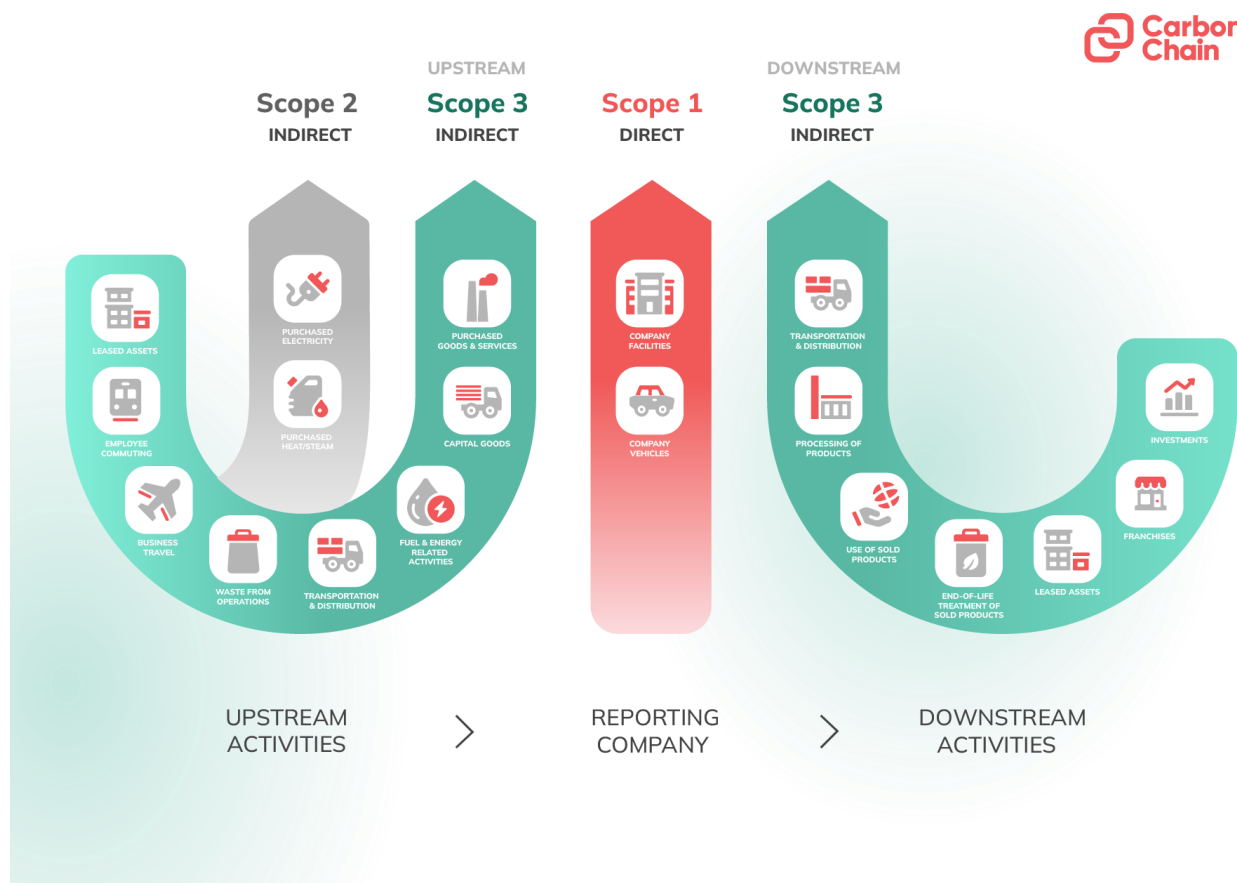 Carbon
Chain
UPSTREAM
DOWNSTREAM
Scope 2
Scope 3
Scope 1
Scope 3
INDIRECT
INDIRECT
DIRECT
INDIRECT
LEASED ASSETS
EMPLOYEE
COMMUTING
BUSINESS
TRAVEL
WASTE FROM
OPERATIONS
TRANSPORTATION
& DISTRIBUTION
FUEL & ENERGY
RELATED
ACTIVITIES
CAPITAL GOODS
PURCHASED
GOODS & SERVICES
PURCHASED
ELECTRICITY
PURCHASED
HEAT/STEAM
COMPANY
FACILITIES
COMPANY
VEHICLES
TRANSPORTATION
& DISTRIBUTION
PROCESSING OF
PRODUCTS
USE OF SOLD
PRODUCTS
END-OF-LIFE
TREATMENT OF
SOLD PRODUCTS
LEASED ASSETS
FRANCHISES
INVESTMENTS
UPSTREAM
ACTIVITIES
>
REPORTING
COMPANY
>
DOWNSTREAM
ACTIVITIES